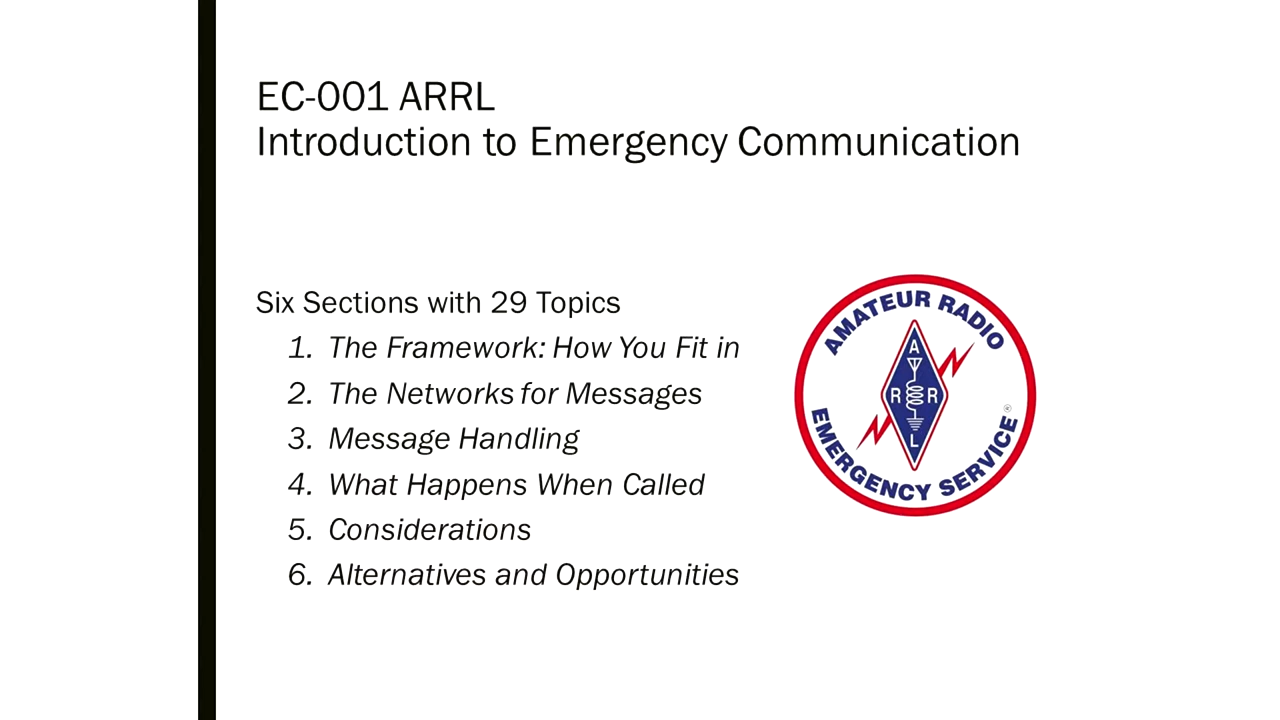 EC-001 ARRL
Introduction to Emergency Communication
Six Sections with 29 Topics
1. The Framework: How You Fit in
2. The Networks for Messages
3. Message Handling
4. What Happens When Called
5. Considerations
6. Alternatives and Opportunities
AMATEUR RADIO
A
R R
L
EMERGENCY SERVICE
®